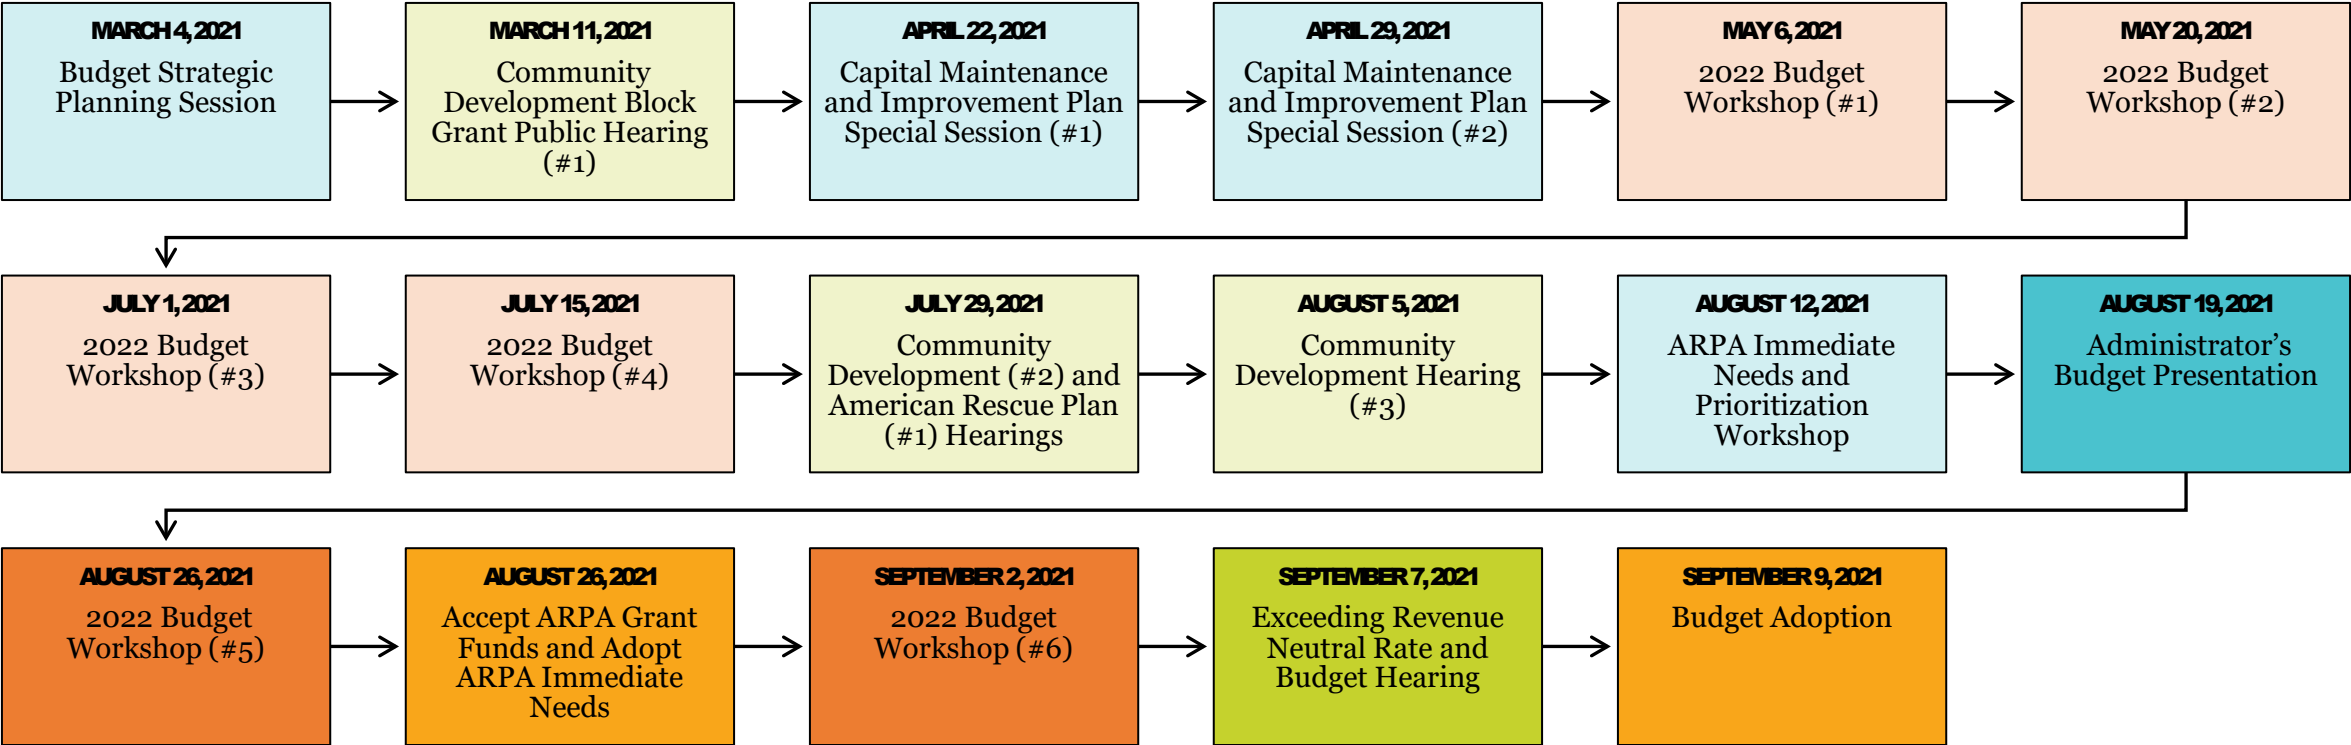 MARCH 4, 2021
Budget Strategic
Planning Session
MARCH 11, 2021
Community
Development Block
Grant Public Hearing
(#1)
APRIL 22, 2021
Capital Maintenance
and Improvement Plan
Special Session (#1)
APRIL 29, 2021
Capital Maintenance
and Improvement Plan
Special Session (#2)
MAY 6, 2021
2022 Budget
Workshop (#1)
MAY 20, 2021
2022 Budget
Workshop (#2)
JULY 1, 2021
2022 Budget
Workshop (#3)
JULY 15, 2021
2022 Budget
Workshop (#4)
JULY 29, 2021
Community
Development (#2) and
American Rescue Plan
(#1) Hearings
AUGUST 5, 2021
Community
Development Hearing
(#3)
AUGUST 12, 2021
ARPA Immediate
Needs and
Prioritization
Workshop
AUGUST 19, 2021
Administrator’s
Budget Presentation
AUGUST 26, 2021
2022 Budget
Workshop (#5)
AUGUST 26, 2021
Accept ARPA Grant
Funds and Adopt
ARPA Immediate
Needs
SEPTEMBER 2, 2021
2022 Budget
Workshop (#6)
SEPTEMBER 7, 2021
Exceeding Revenue
Neutral Rate and
Budget Hearing
SEPTEMBER 9, 2021
Budget Adoption